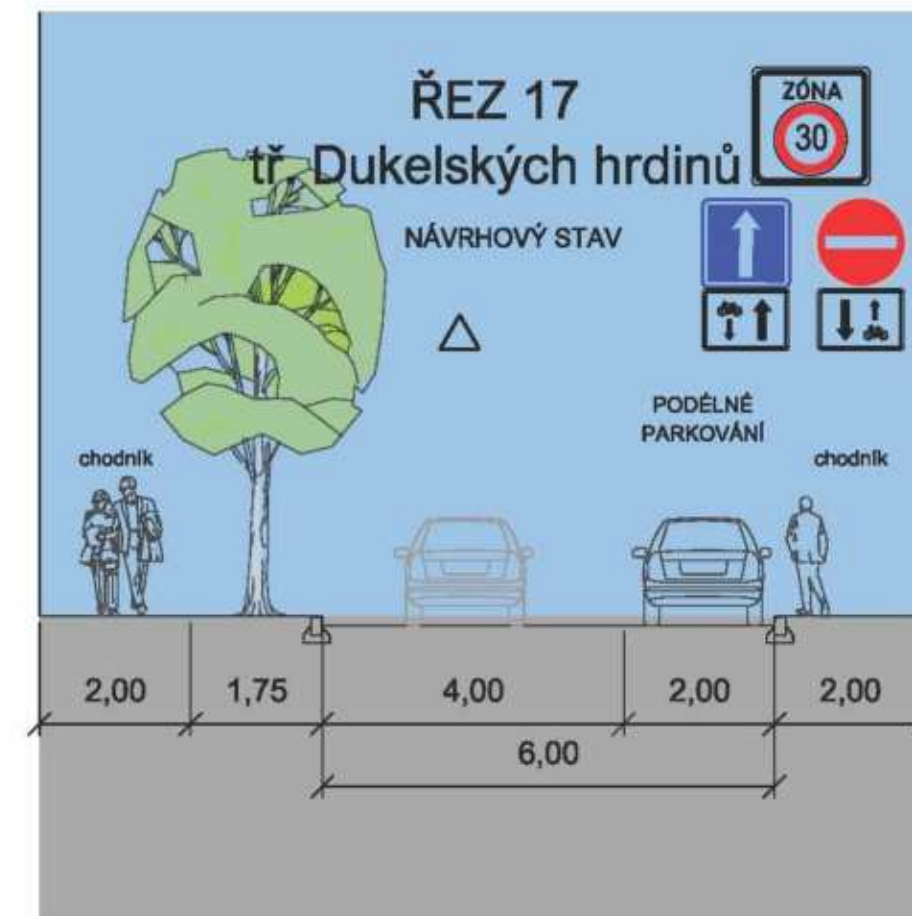 ŘEZ 17
tř. Dukelských hrdinů
ZÓNA
30
NÁVRHOVÝ STAV
PODÉLNÉ
PARKOVÁNÍ
chodník
chodník
2,00
1,75
4,00
2,00
2,00
6,00